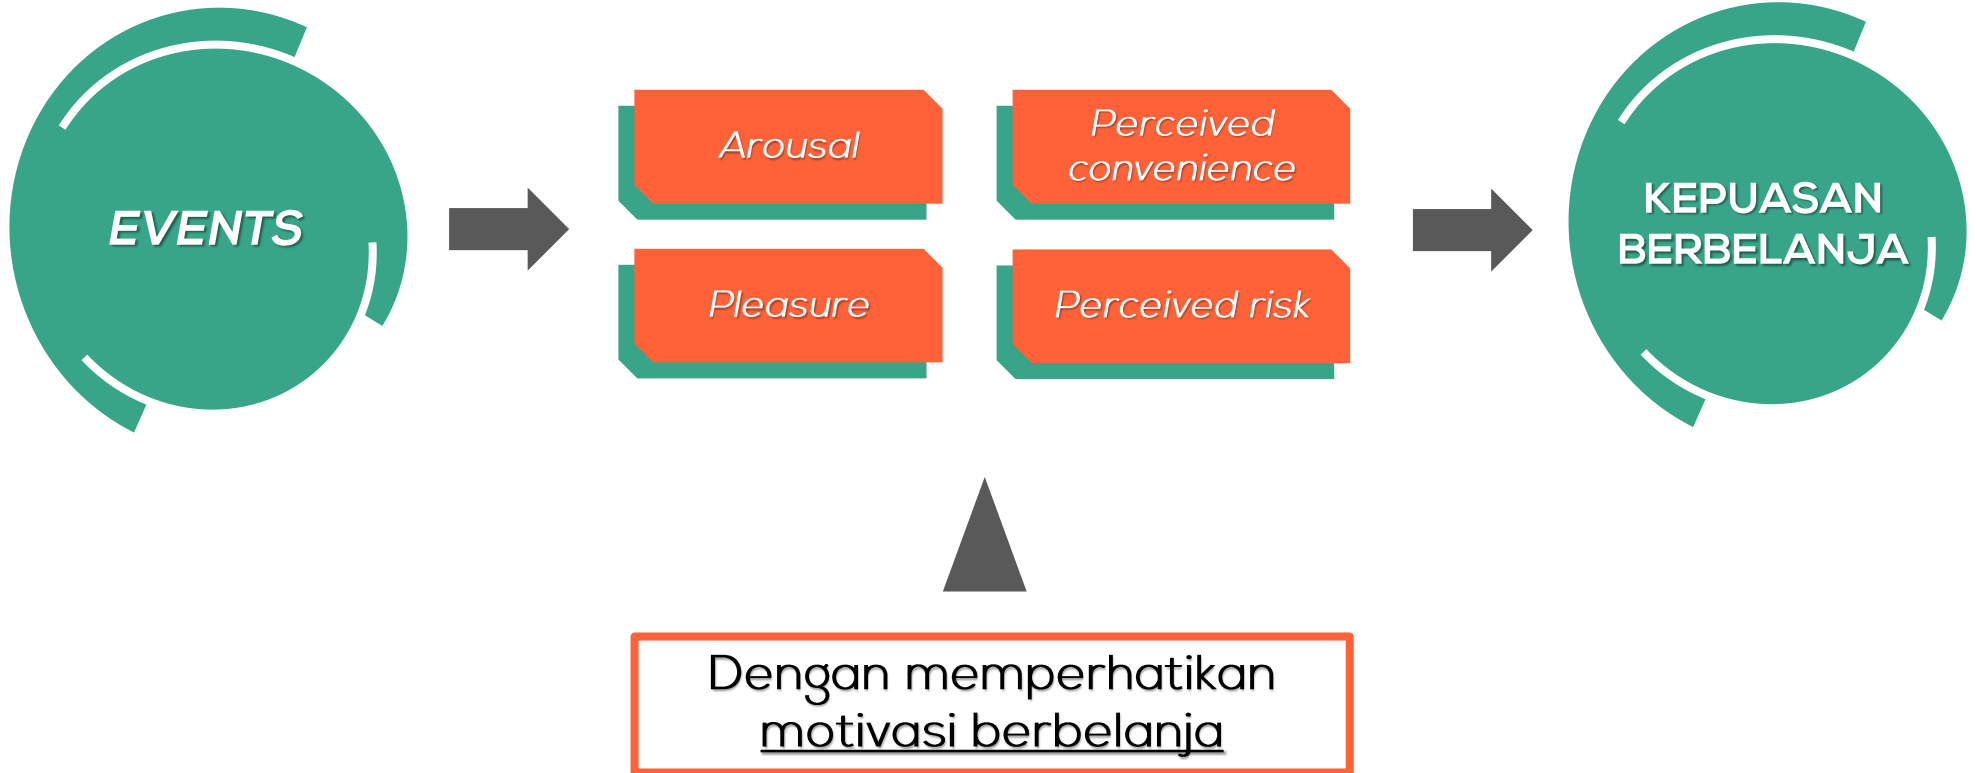 EVENTS
Arousal
Perceived
convenience
Pleasure
Perceived risk
KEPUASAN
BERBELANJA
Dengan memperhatikan
motivasi berbelanja